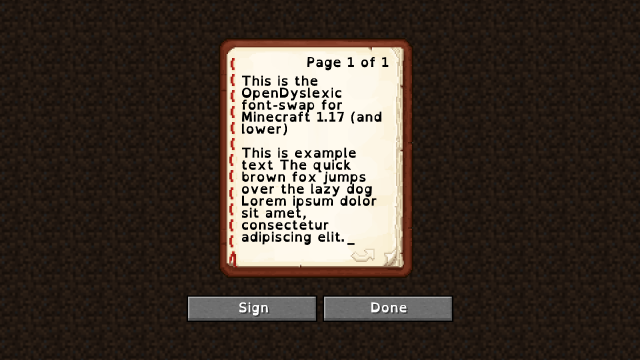 Page 1 of 1
This is the
OpenDyslexic
font-swap for
Minecraft 1.17 (and
lower)
This is example
text The quick
brown fox jumps
over the lazy dog
Lorem ipsum dolor
sit amet,
consectetur
adipiscing elit._
Sign
Done